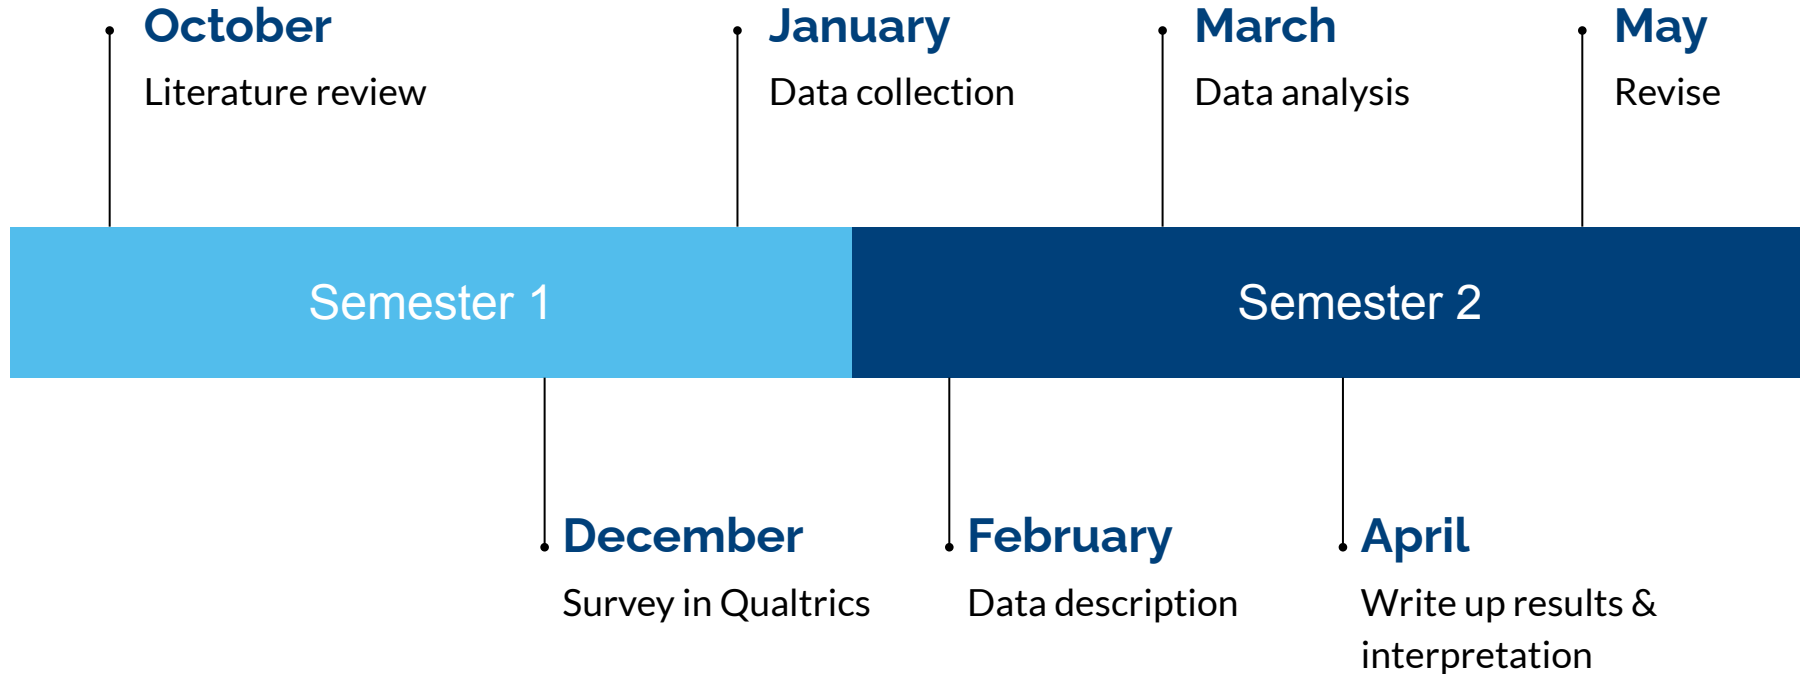 October
Literature review
January
Data collection
March
Data analysis
May
Revise
Semester 1
Semester 2
December
Survey in Qualtrics
February
Data description
April
Write up results &
interpretation